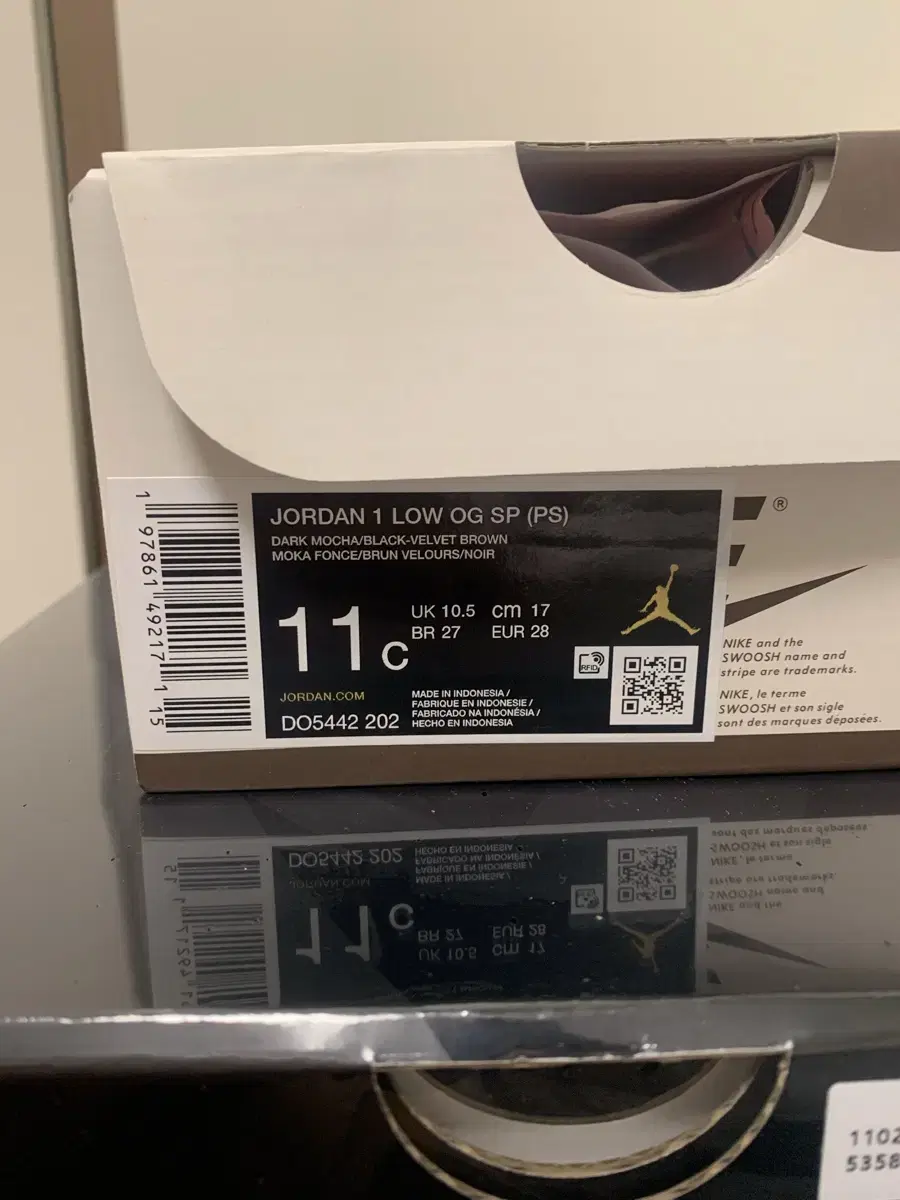 JORDAN 1 LOW OG SP (PS)
DARK MOCHA/BLACK-VELVET BROWN
MOKA FONCE/BRUN VELOURS/NOIR
11c
UK 10.5 cm 17
BR 27 EUR 28
RFID
JORDAN.COM
DO5442 202
MADE IN INDONESIA /
FABRIQUE EN INDONESIE /
FABRICADO NA INDONÉSIA /
HECHO EN INDONESIA
1 97861 49217 1 15
®
NIKE and the
SWOOSH name and
stripe are trademarks.
NIKE, le terme
SWOOSH et son sigle
sont des marques déposées.
1102
5358